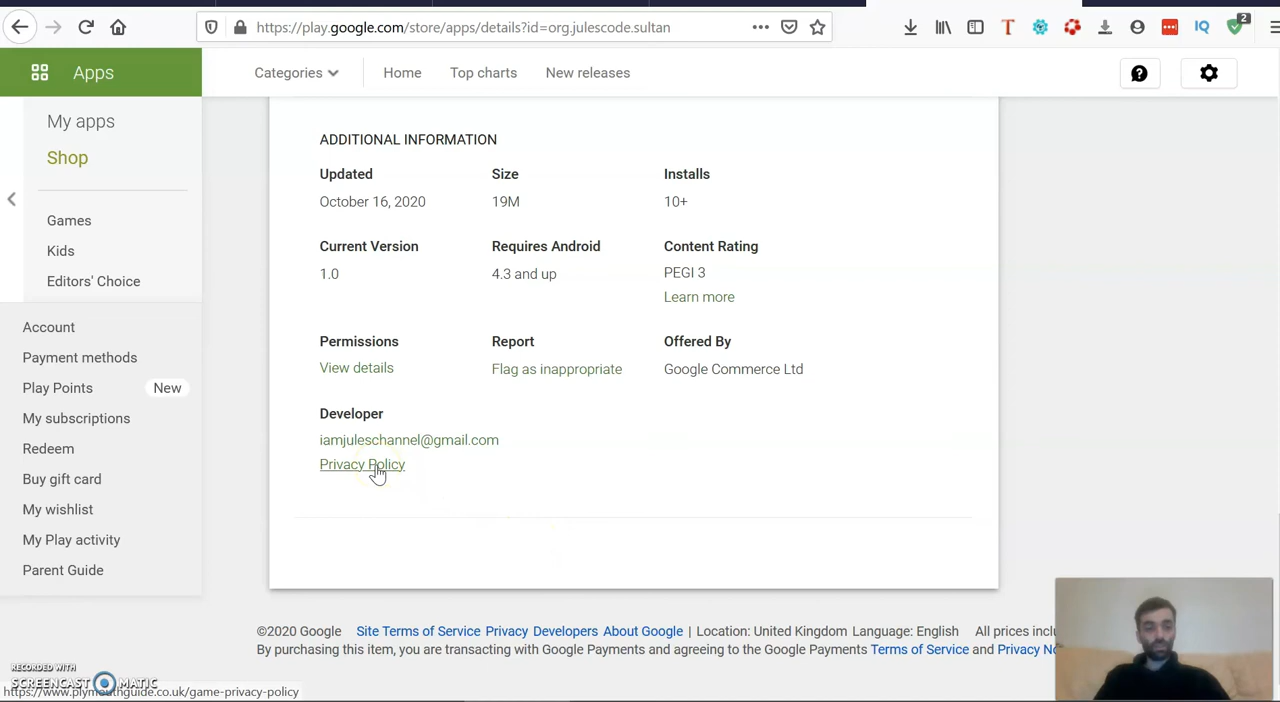 https://play.google.com/store/apps/details?id=org.julescode.sultan
2
Apps
Categories
Home
Top charts
New releases
My apps
Shop
Games
Kids
Editors' Choice
Account
Payment methods
Play Points
New
My subscriptions
Redeem
Buy gift card
My wishlist
My Play activity
Parent Guide
ADDITIONAL INFORMATION
Updated
October 16, 2020
Size
19M
Installs
10+
Current Version
1.0
Requires Android
4.3 and up
Content Rating
PEGI 3
Learn more
Permissions
View details
Report
Flag as inappropriate
Offered By
Google Commerce Ltd
Developer
iamjuleschannel@gmail.com
Privacy Policy
©2020 Google Site Terms of Service Privacy Developers About Google | Location: United Kingdom Language: English All prices inclu
By purchasing this item, you are transacting with Google Payments and agreeing to the Google Payments Terms of Service and Privacy No
RECORDED WITH
SCREENCAST MATIC
https://www.plymouthguide.co.uk/game-privacy-policy